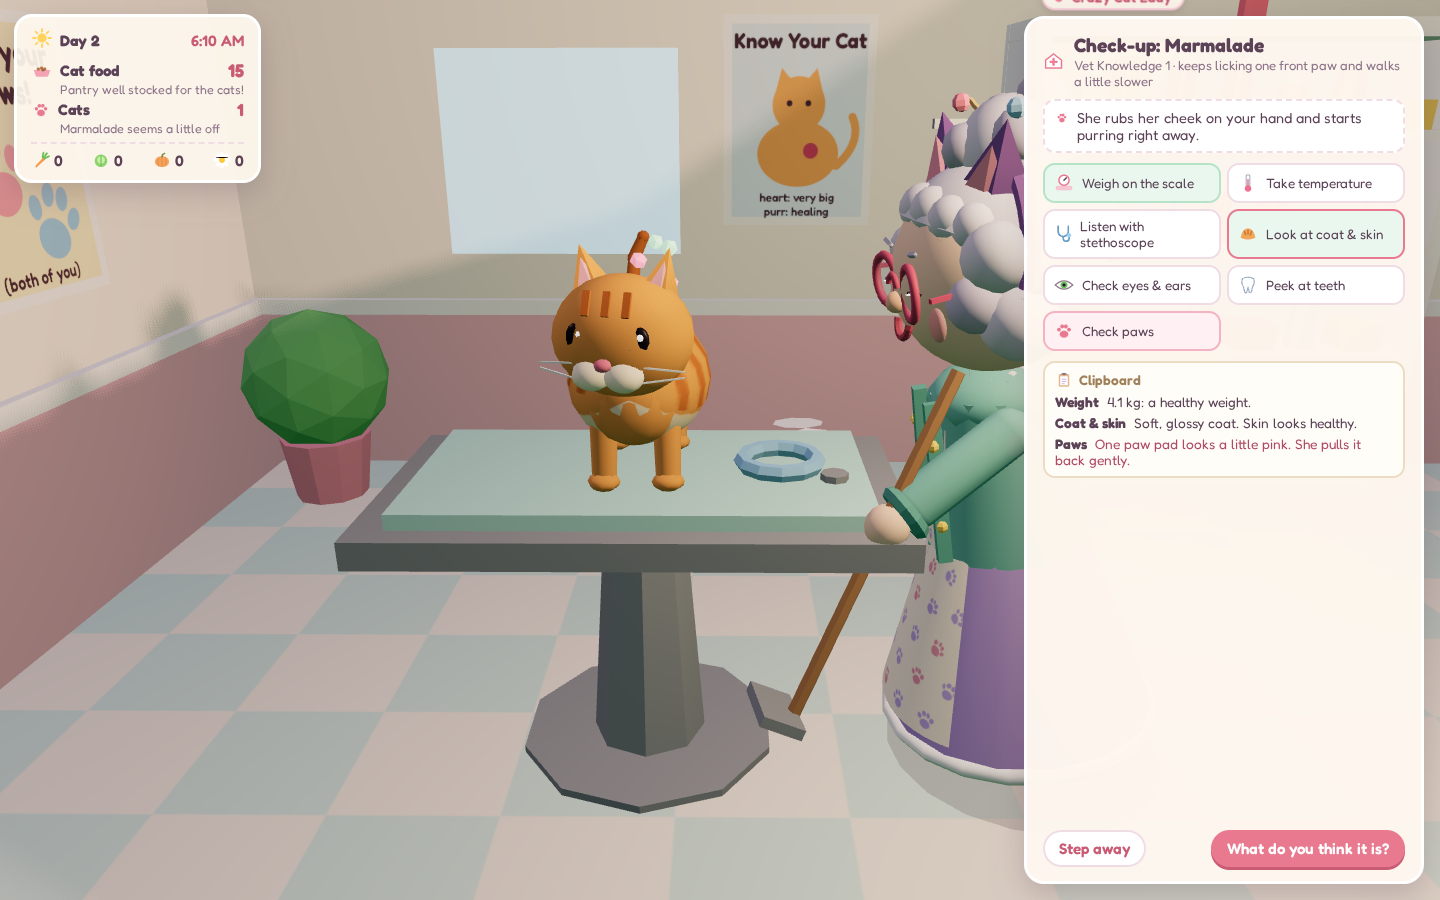 Day 2
6:10 AM
Cat food
15
Pantry well stocked for the cats!
Cats
1
Marmalade seems a little off
0
0
0
0
(both of you)
Know Your Cat
heart: very big
purr: healing
Crazy Cat Lady
Check-up: Marmalade
Vet Knowledge 1 · keeps licking one front paw and walks
a little slower
She rubs her cheek on your hand and starts
purring right away.
Weigh on the scale
Take temperature
Listen with
stethoscope
Look at coat & skin
Check eyes & ears
Peek at teeth
Check paws
Clipboard
Weight 4.1 kg: a healthy weight.
Coat & skin Soft, glossy coat. Skin looks healthy.
Paws One paw pad looks a little pink. She pulls it
back gently.
Step away
What do you think it is?